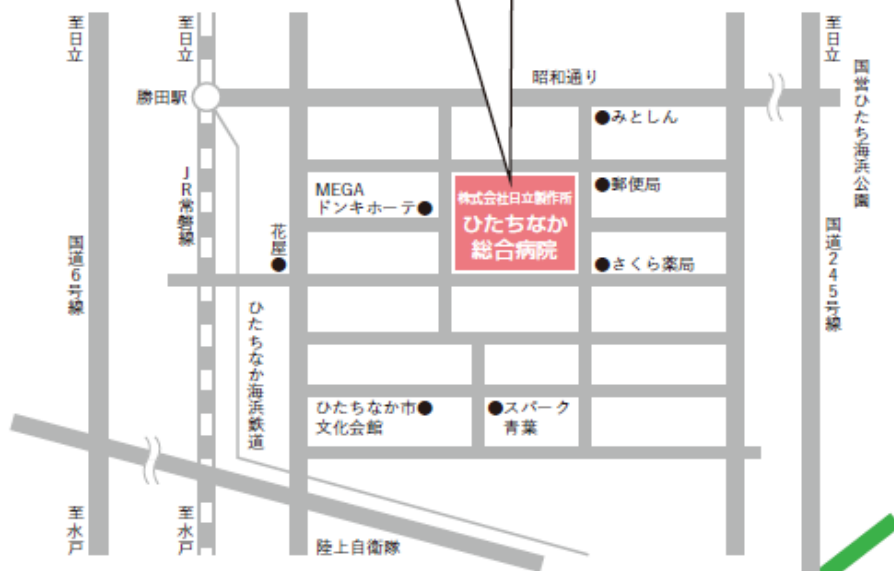 至日立
至日立
至日立
昭和通り
勝田駅
国営ひたち海浜公園
●みとしん
JR常磐線
MEGA
ドンキホーテ●
株式会社日立製作所
ひたちなか
総合病院
●郵便局
国道6号線
花屋●
●さくら薬局
国道245号線
ひたちなか海浜鉄道
ひたちなか市●
文化会館
●スパーク
青葉
至水戸
至水戸
陸上自衛隊